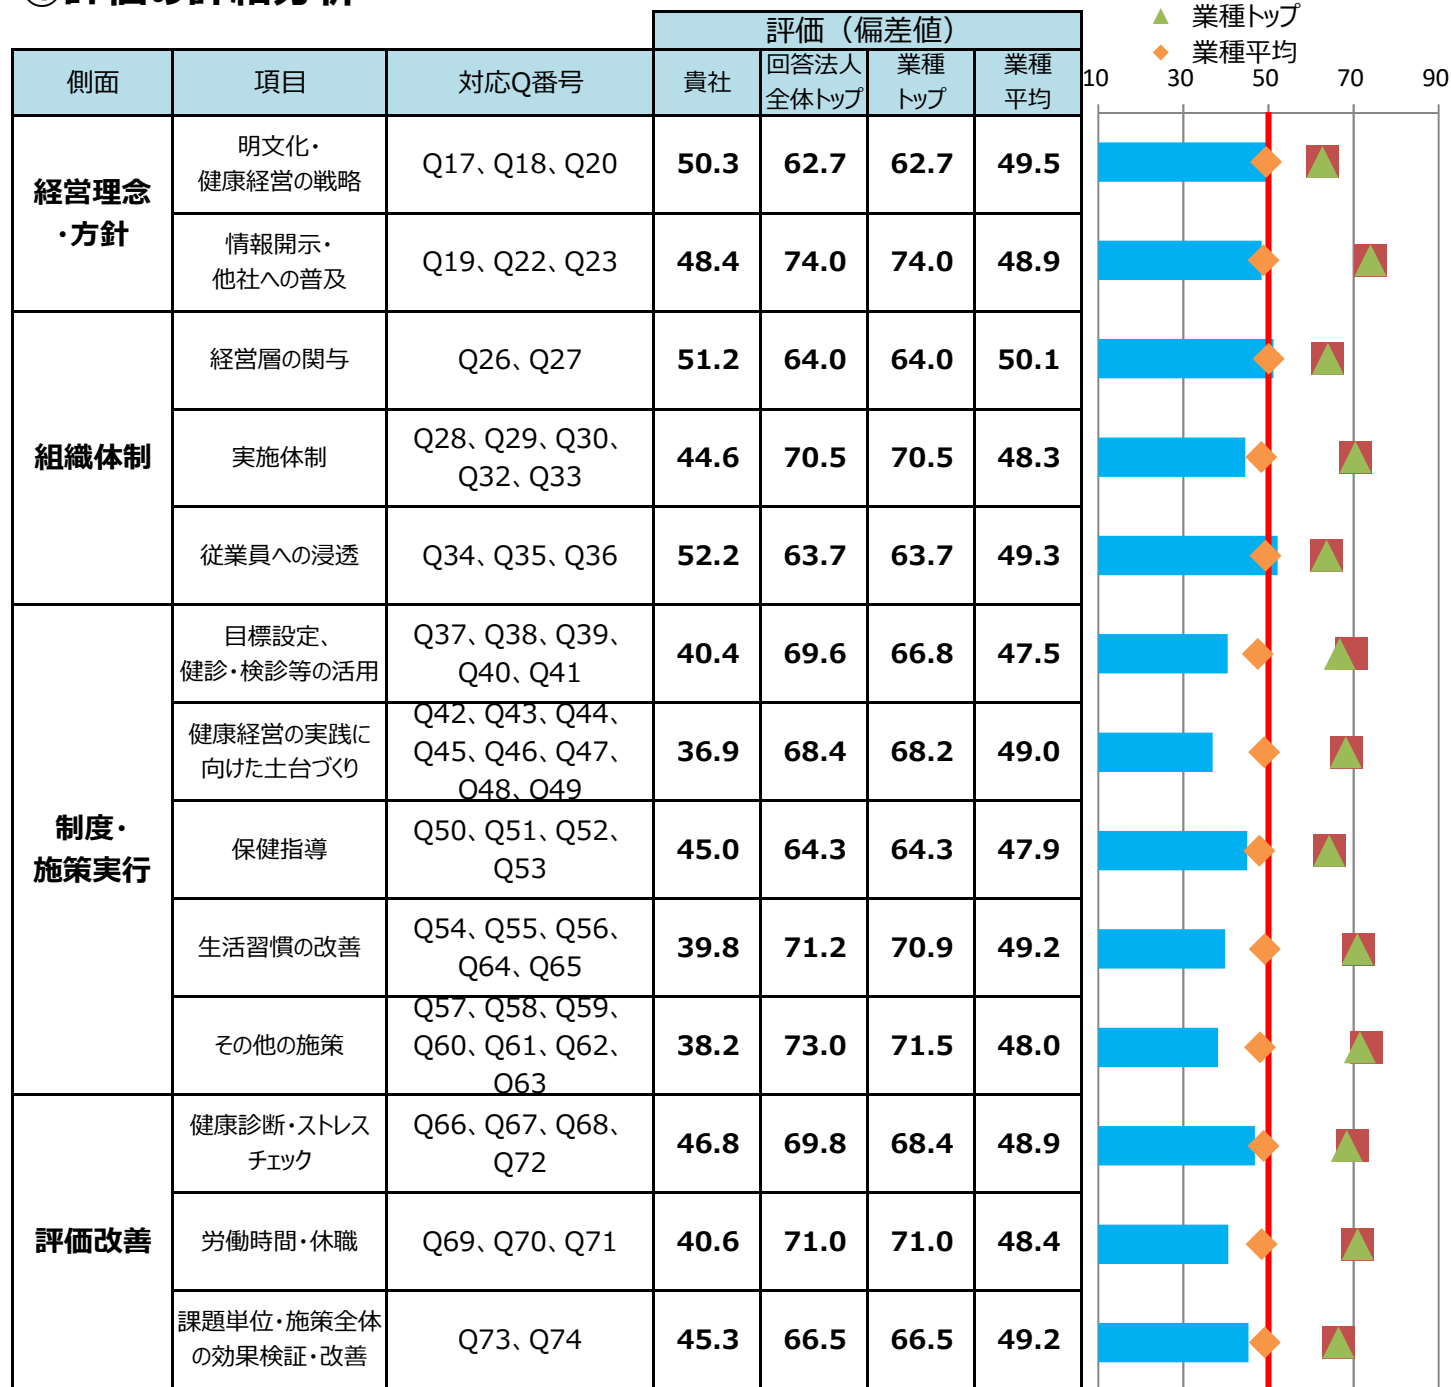 ③評価の詳細分析
▲ 業種トップ
◆ 業種平均
評価（偏差値）
側面 項目 対応Q番号 貴社 回答法人全体トップ 業種トップ 業種平均
10 30 50 70 90
経営理念・方針
明文化・健康経営の戦略 Q17、Q18、Q20 50.3 62.7 62.7 49.5
情報開示・他社への普及 Q19、Q22、Q23 48.4 74.0 74.0 48.9
組織体制
経営層の関与 Q26、Q27 51.2 64.0 64.0 50.1
実施体制 Q28、Q29、Q30、Q32、Q33 44.6 70.5 70.5 48.3
従業員への浸透 Q34、Q35、Q36 52.2 63.7 63.7 49.3
制度・施策実行
目標設定、健診・検診等の活用 Q37、Q38、Q39、Q40、Q41 40.4 69.6 66.8 47.5
健康経営の実践に向けた土台づくり Q42、Q43、Q44、Q45、Q46、Q47、Q48、Q49 36.9 68.4 68.2 49.0
保健指導 Q50、Q51、Q52、Q53 45.0 64.3 64.3 47.9
生活習慣の改善 Q54、Q55、Q56、Q64、Q65 39.8 71.2 70.9 49.2
その他の施策 Q57、Q58、Q59、Q60、Q61、Q62、Q63 38.2 73.0 71.5 48.0
評価改善
健康診断・ストレスチェック Q66、Q67、Q68、Q72 46.8 69.8 68.4 48.9
労働時間・休職 Q69、Q70、Q71 40.6 71.0 71.0 48.4
課題単位・施策全体の効果検証・改善 Q73、Q74 45.3 66.5 66.5 49.2